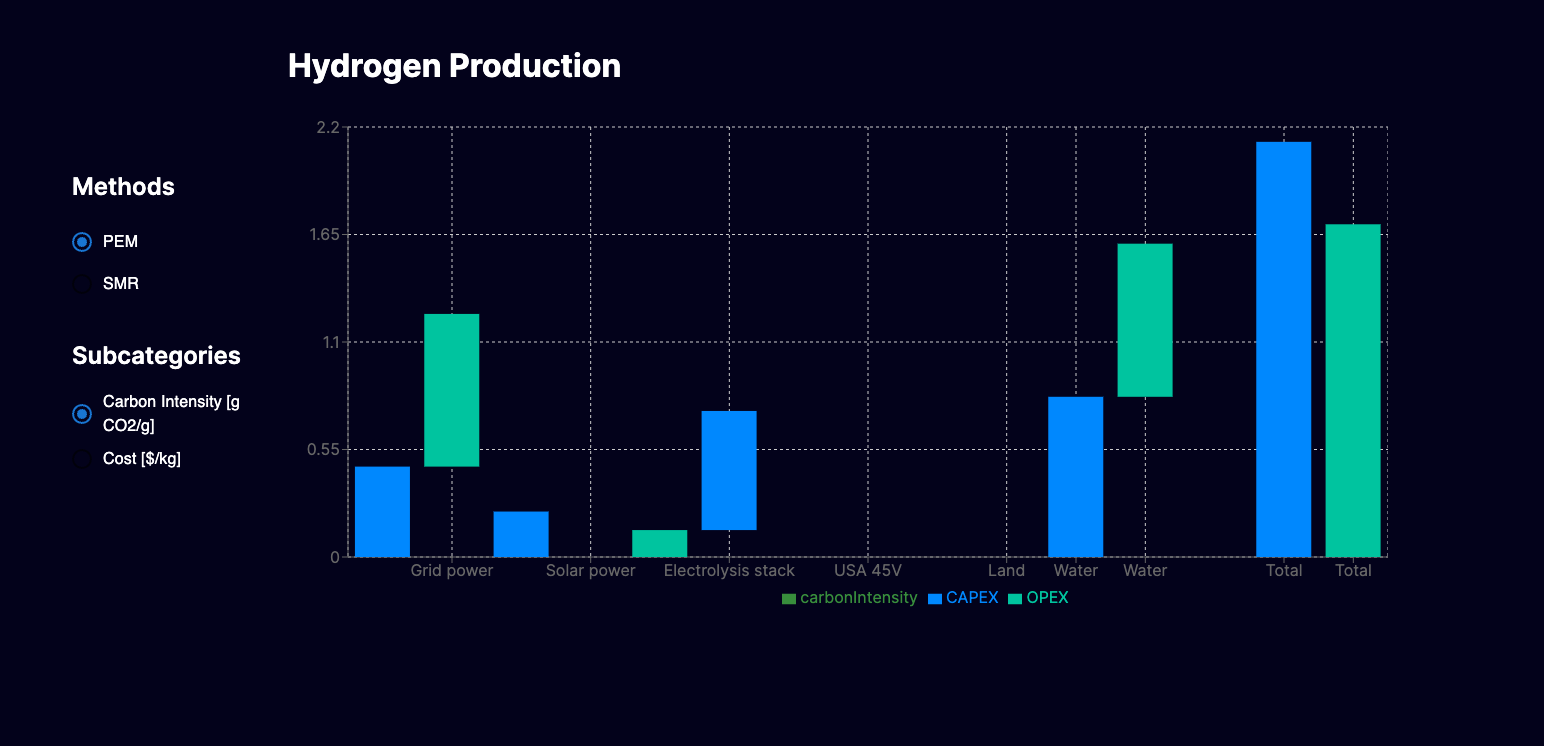 Hydrogen Production
Methods
PEM
SMR
Subcategories
Carbon Intensity [g
CO2/g]
Cost [$/kg]
2.2
1.65
1.1
0.55
0
Grid power Solar power Electrolysis stack USA 45V Land Water Water Total Total
carbonIntensity CAPEX OPEX